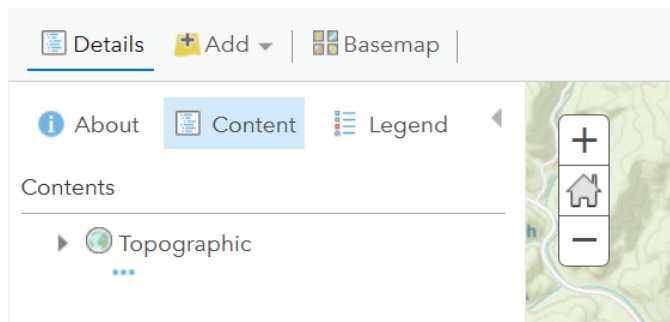 Details Add Basemap
About Content Legend
Contents
Topographic
h